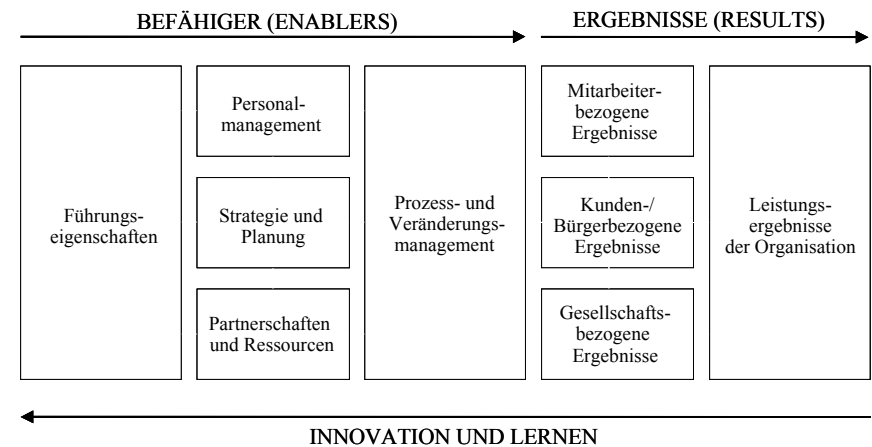 BEFÄHIGER (ENABLERS)
ERGEBNISSE (RESULTS)
Führungs-
eigenschaften
Personal-
management
Strategie und
Planung
Partnerschaften
und Ressourcen
Prozess- und
Veränderungs-
management
Mitarbeiter-
bezogene
Ergebnisse
Kunden-/
Bürgerbezogene
Ergebnisse
Gesellschafts-
bezogene
Ergebnisse
Leistungs-
ergebnisse
der Organisation
INNOVATION UND LERNEN